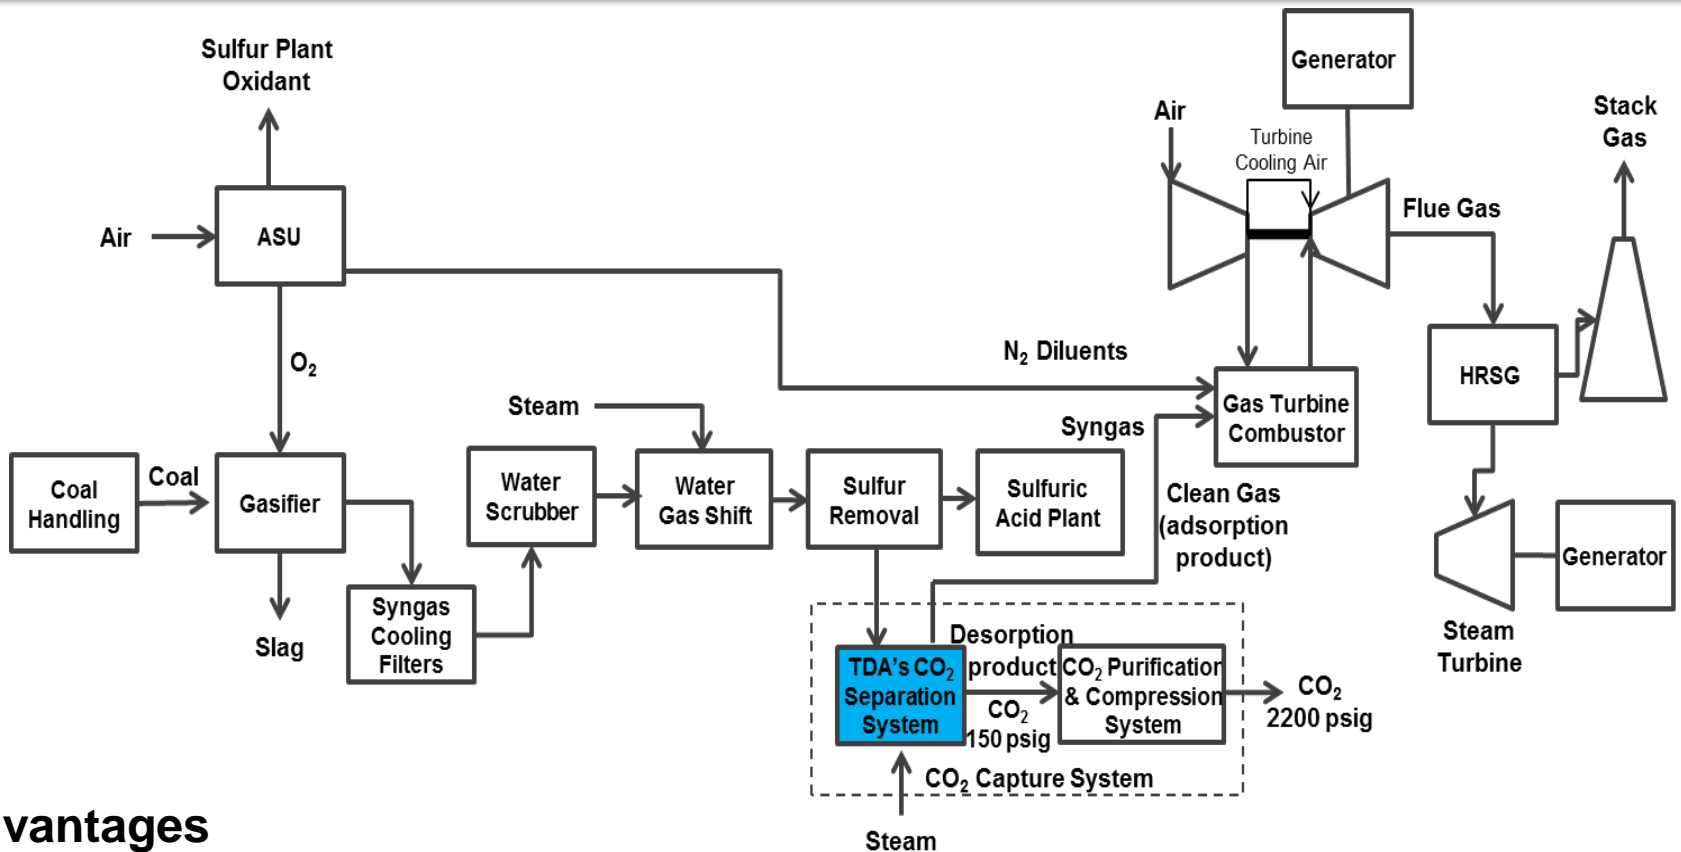 Sulfur Plant
Oxidant
Air
ASU
O₂
Coal
Handling
Coal
Gasifier
Slag
Syngas
Cooling
Filters
Water
Scrubber
Steam
Water
Gas Shift
Sulfur
Removal
Sulfuric
Acid Plant
N₂ Diluents
Syngas
Clean Gas
(adsorption
product)
Gas Turbine
Combustor
Air
Turbine
Cooling Air
Generator
Flue Gas
Stack
Gas
HRSG
Steam
Turbine
Generator
TDA's CO₂
Separation
System
Desorption
product
CO₂
150 psig
CO₂ Purification
& Compression
System
CO₂
2200 psig
CO₂ Capture System
Steam
vantages